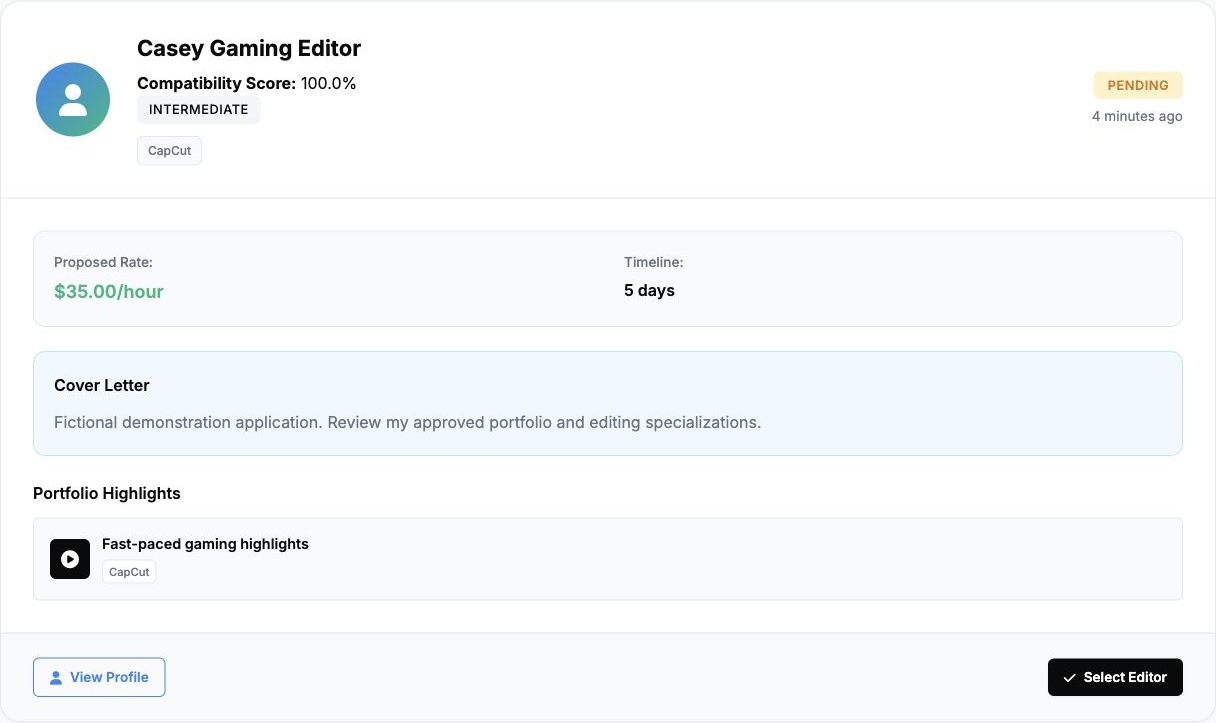 Casey Gaming Editor
Compatibility Score: 100.0%
INTERMEDIATE
CapCut
PENDING
4 minutes ago
Proposed Rate:
$35.00/hour
Timeline:
5 days
Cover Letter
Fictional demonstration application. Review my approved portfolio and editing specializations.
Portfolio Highlights
Fast-paced gaming highlights
CapCut
View Profile
Select Editor